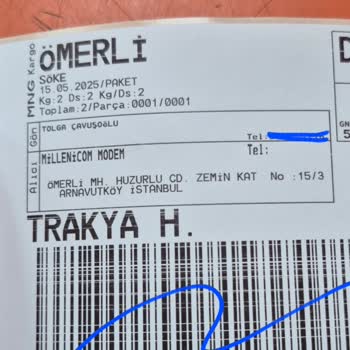 MNG Kargo
ÖMERLİ
SÖKE
15.05.2025/PAKET
Kg:2 Ds:2 Kg/Ds:2
Toplam:2/Parça:0001/0001
Gön
TOLGA ÇAVUŞOĞLU
Tel:
Alıcı
MİLLENİCOM MODEM
Tel:
ÖMERLİ MH. HUZURLU CD. ZEMİN KAT No :15/3
ARNAVUTKÖY İSTANBUL
TRAKYA H.
D
GN
5